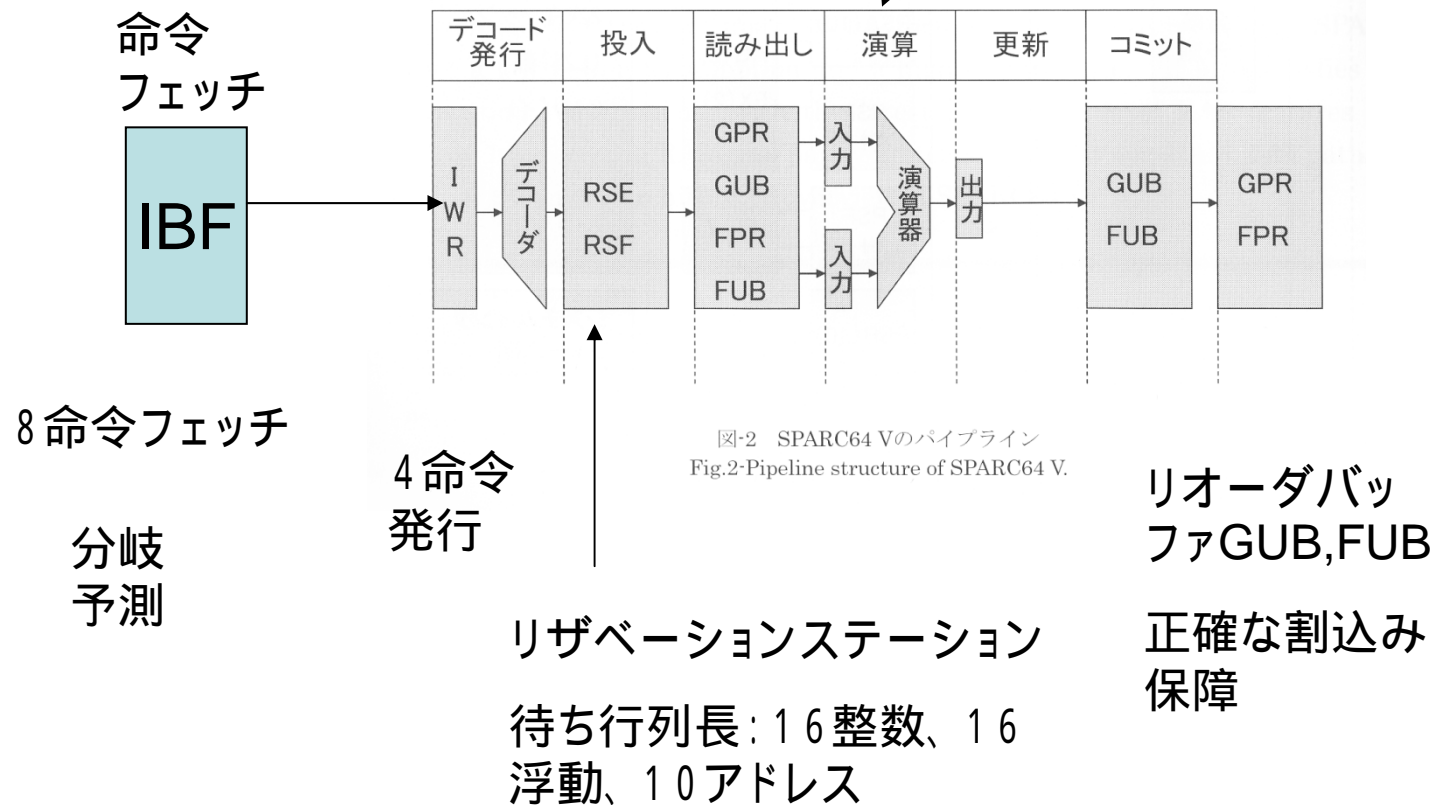 命令
フェッチ
IBF
8命令フェッチ
分岐
予測
デコード
発行
投入
読み出し
演算
更新
コミット
IWR
デコーダ
RSE
RSF
GPR
GUB
FPR
FUB
入力
入力
演算器
出力
GUB
FUB
GPR
FPR
図-2 SPARC64 Vのパイプライン
Fig.2-Pipeline structure of SPARC64 V.
4命令
発行
リザベーションステーション
待ち行列長:16整数、16
浮動、10アドレス
リオーダバッ
ファGUB,FUB
正確な割込み
保障